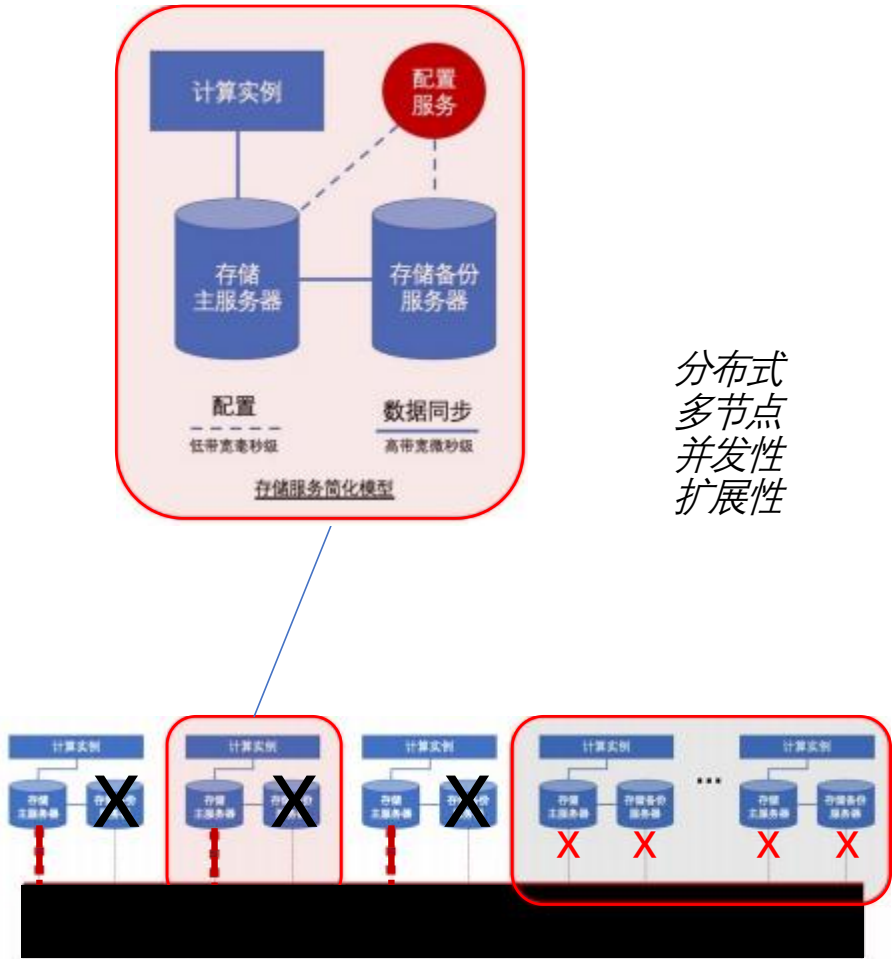 计算实例
配置
服务
存储
主服务器
存储备份
服务器
配置
低带宽毫秒级
数据同步
高带宽微秒级
存储服务简化模型
分布式
多节点
并发性
扩展性
计算实例
计算实例
计算实例
计算实例
计算实例
存储
主服务器
X
存储
主服务器
X
存储
主服务器
X
存储
主服务器
存储备份
服务器
...
存储
主服务器
存储备份
服务器
X
X
X
X